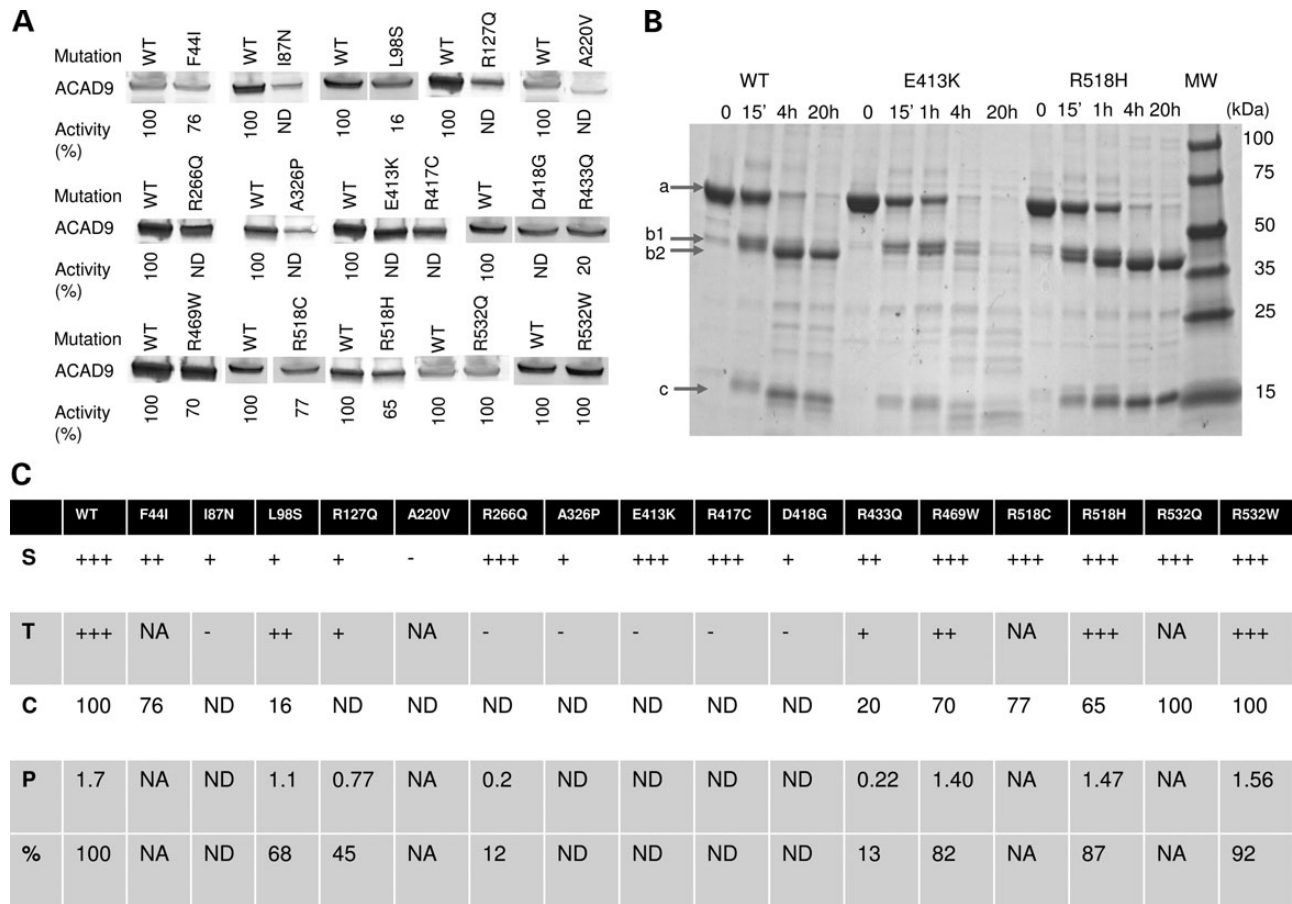 A
Mutation WT F44I WT I87N WT L98S WT R127Q WT A220V
ACAD9
Activity 100 76 100 ND 100 16 100 ND 100 ND
(%)
Mutation WT R266Q WT A326P WT E413K R417C WT D418G R433Q
ACAD9
Activity 100 ND 100 ND 100 ND ND 100 ND 20
(%)
Mutation WT R469W WT R518C WT R518H WT R532Q WT R532W
ACAD9
Activity 100 70 100 77 100 65 100 100 100 100
(%)
B
WT E413K R518H MW
0 15' 4h 20h 0 15' 1h 4h 20h 0 15' 1h 4h 20h (kDa)
100
75
a
50
b1
b2
35
25
c
15
C
WT F44I I87N L98S R127Q A220V R266Q A326P E413K R417C D418G R433Q R469W R518C R518H R532Q R532W
S +++ ++ + + + - +++ + +++ +++ + ++ +++ +++ +++ +++ +++
T +++ NA - ++ + NA - - - - - + ++ NA +++ NA +++
C 100 76 ND 16 ND ND ND ND ND ND ND 20 70 77 65 100 100
P 1.7 NA ND 1.1 0.77 NA 0.2 ND ND ND ND 0.22 1.40 NA 1.47 NA 1.56
% 100 NA ND 68 45 NA 12 ND ND ND ND 13 82 NA 87 NA 92